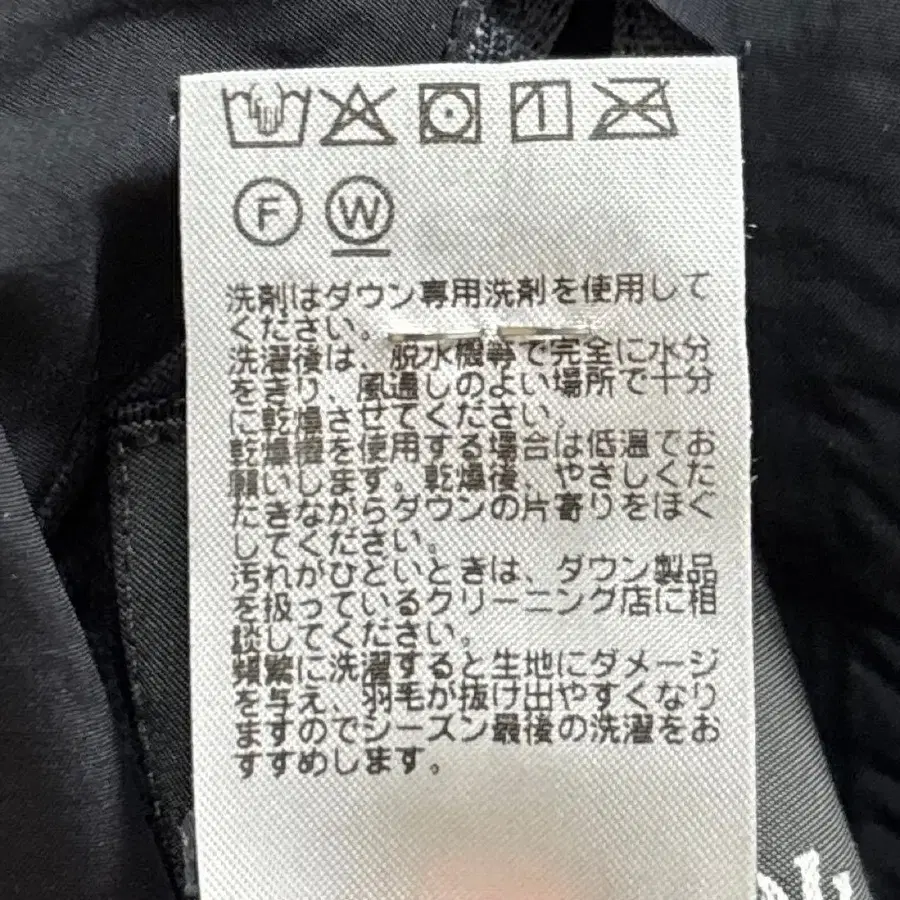 F W
洗剤はダウン専用洗剤を使用して
ください。
洗濯後は、脱水機等で完全に水分
をきり、風通しのよい場所で十分
に乾燥させてください。
乾燥機を使用する場合は低温でお
願いします。乾燥後、やさしくた
たきながらダウンの片寄りをほぐ
してください。
汚れがひどいときは、ダウン製品
を扱っているクリーニング店に相
談してください。
頻繁に洗濯すると生地にダメージ
を与え、羽毛が抜け出やすくなり
ますのでシーズン最後の洗濯をお
すすめします。